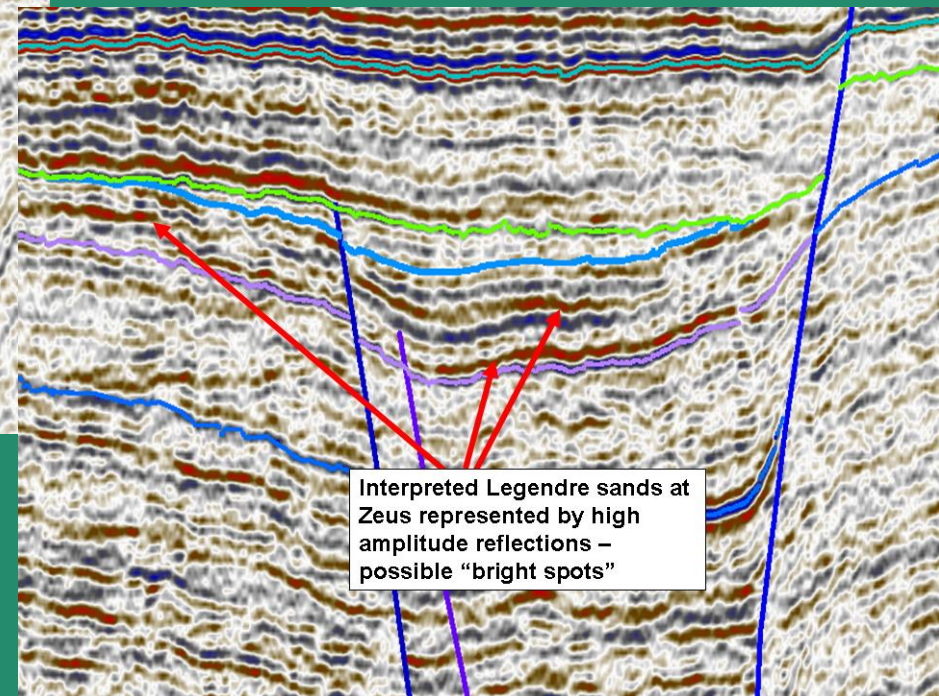 Interpreted Legendre sands at
Zeus represented by high
amplitude reflections –
possible “bright spots”